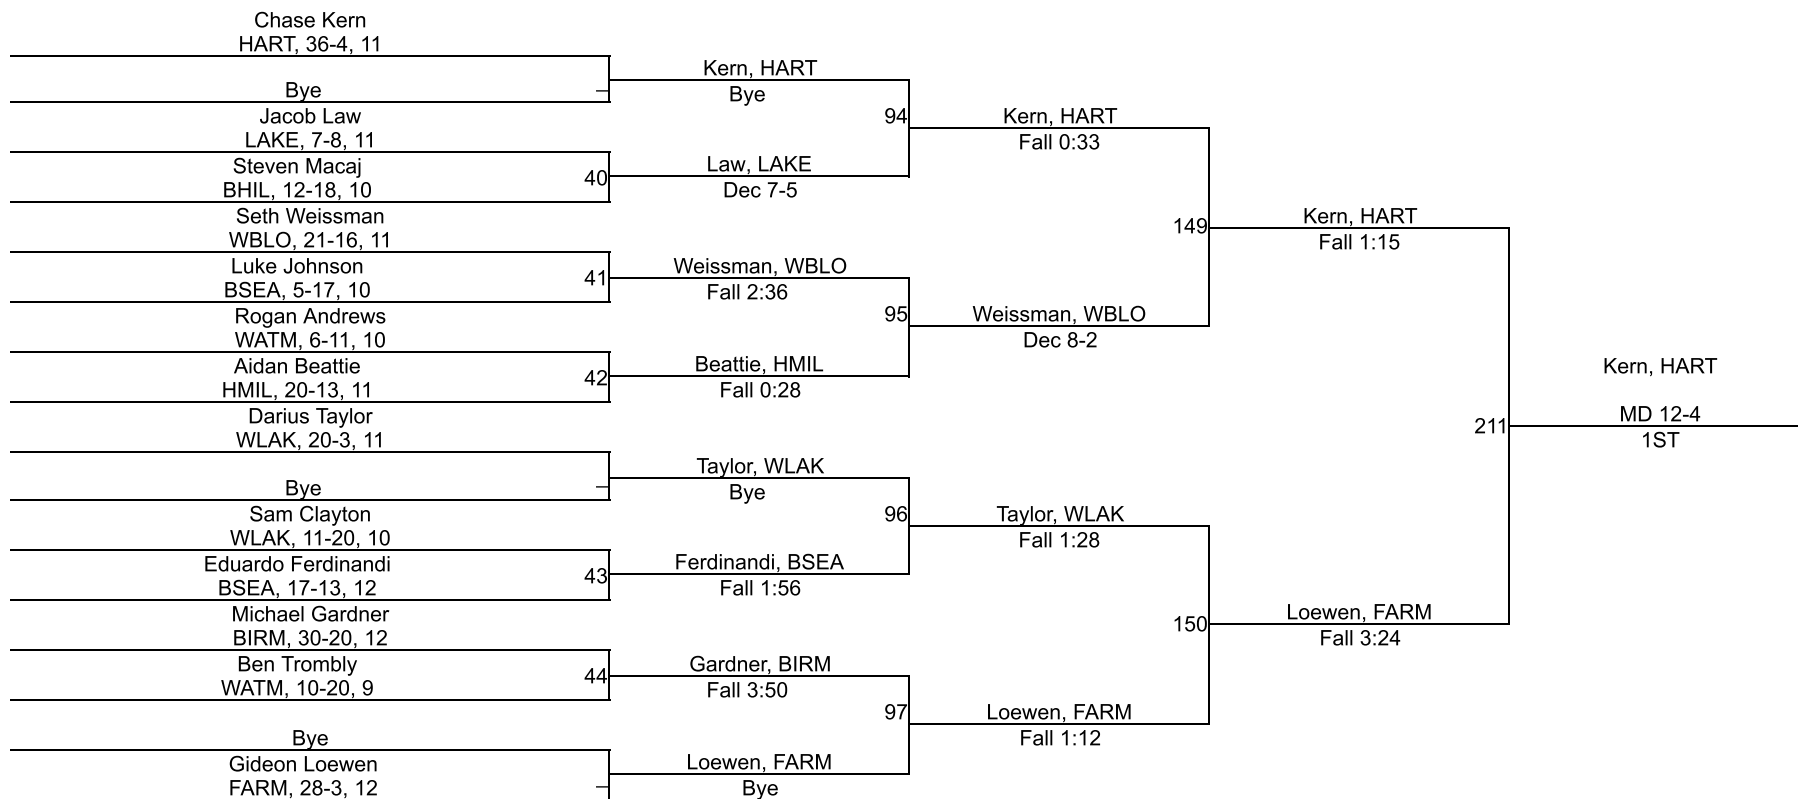 Chase Kern
HART, 36-4, 11
Bye
Jacob Law
LAKE, 7-8, 11
Steven Macaj
BHIL, 12-18, 10
Seth Weissman
WBLO, 21-16, 11
Luke Johnson
BSEA, 5-17, 10
Rogan Andrews
WATM, 6-11, 10
Aidan Beattie
HMIL, 20-13, 11
Darius Taylor
WLAK, 20-3, 11
Bye
Sam Clayton
WLAK, 11-20, 10
Eduardo Ferdinandi
BSEA, 17-13, 12
Michael Gardner
BIRM, 30-20, 12
Ben Trombly
WATM, 10-20, 9
Bye
Gideon Loewen
FARM, 28-3, 12
40
41
42
43
44
Kern, HART
Bye
Law, LAKE
Dec 7-5
Weissman, WBLO
Fall 2:36
Beattie, HMIL
Fall 0:28
Taylor, WLAK
Bye
Ferdinandi, BSEA
Fall 1:56
Gardner, BIRM
Fall 3:50
Loewen, FARM
Bye
94
95
96
97
Kern, HART
Fall 0:33
Weissman, WBLO
Dec 8-2
Taylor, WLAK
Fall 1:28
Loewen, FARM
Fall 1:12
149
150
Kern, HART
Fall 1:15
Loewen, FARM
Fall 3:24
211
Kern, HART
MD 12-4
1ST